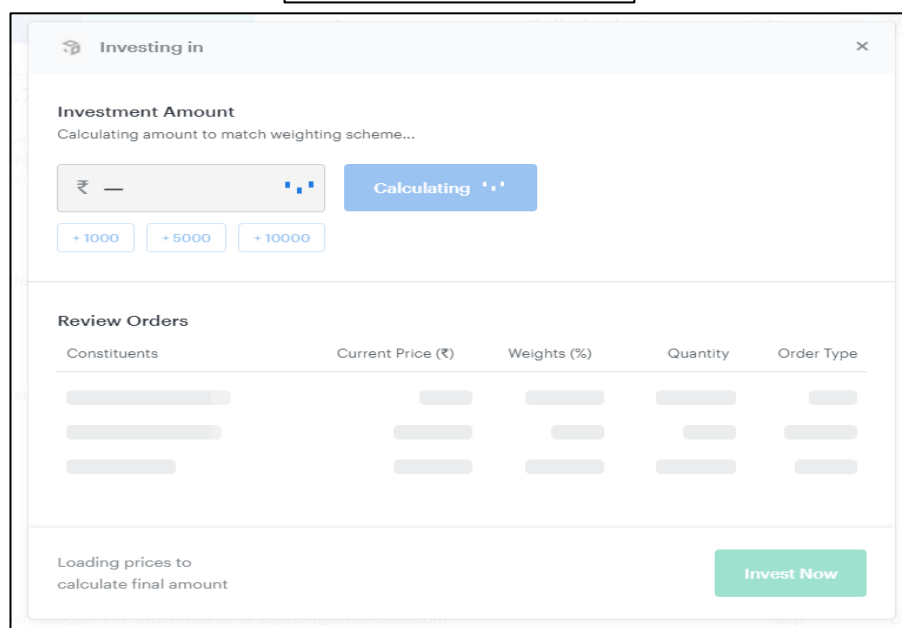 Investing in
×
Investment Amount
Calculating amount to match weighting scheme...
₹ —
Calculating
+ 1000 + 5000 + 10000
Review Orders
Constituents Current Price (₹) Weights (%) Quantity Order Type
Loading prices to
calculate final amount
Invest Now